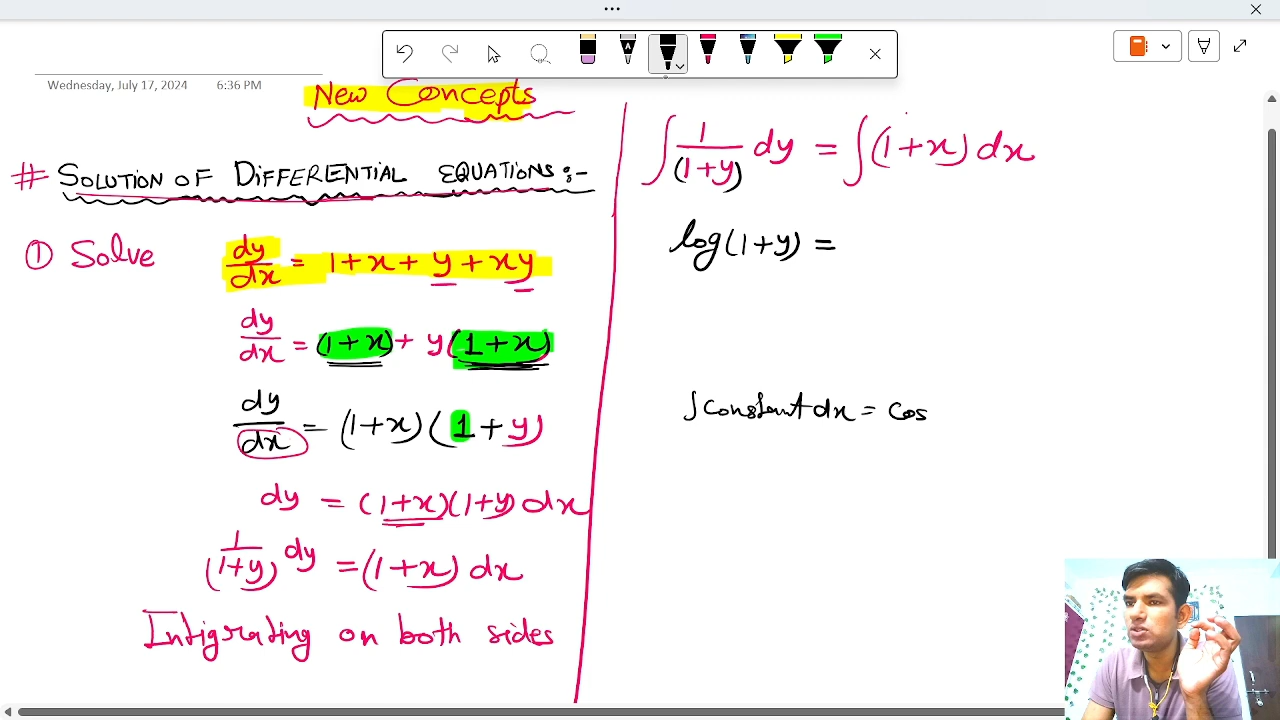 Wednesday, July 17, 2024 6:36 PM
New Concepts
# SOLUTION OF DIFFERENTIAL EQUATIONS :-
① Solve dy/dx = 1+x+y+xy
dy/dx = (1+x) + y(1+x)
dy/dx = (1+x)(1+y)
dy = (1+x)(1+y) dx
1/(1+y) dy = (1+x) dx
Intigrating on both sides
∫ 1/(1+y) dy = ∫ (1+x) dx
log(1+y) =
∫ constant dx = cos